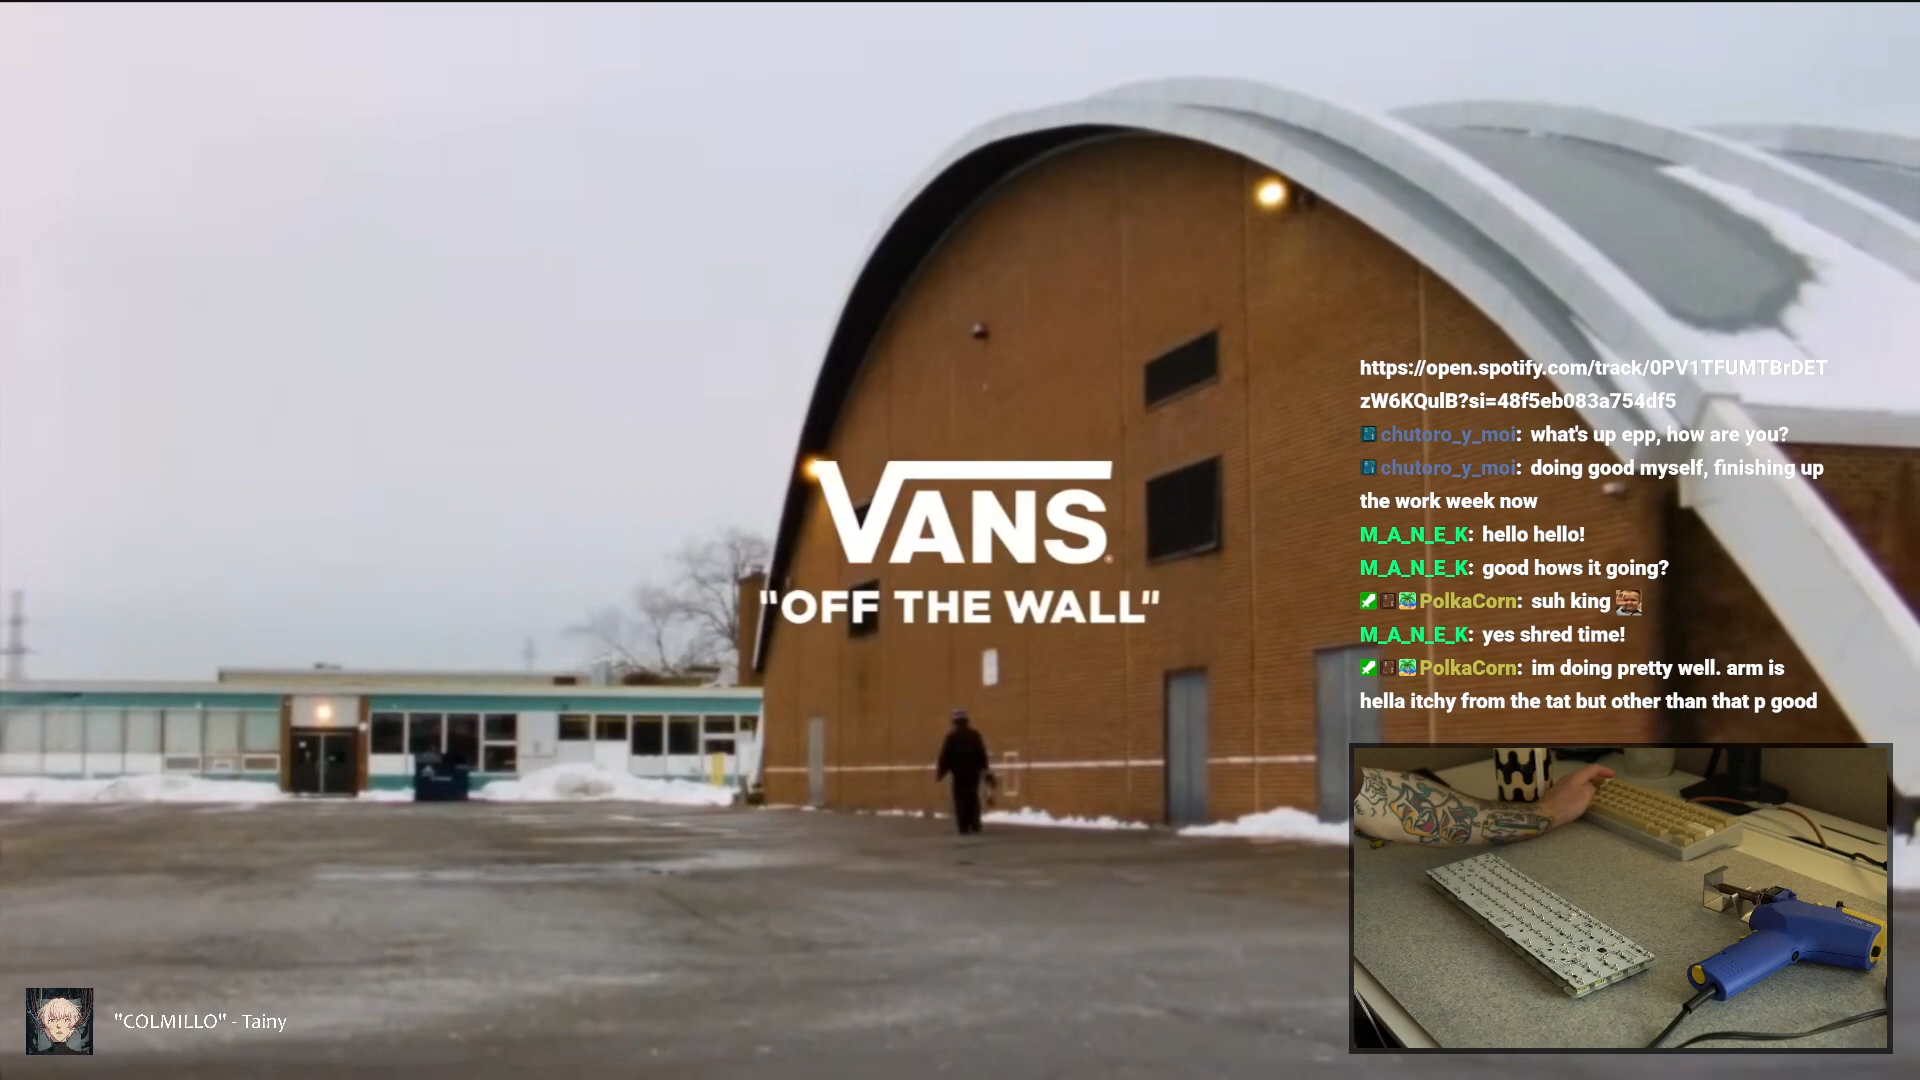 VANS
"OFF THE WALL"
https://open.spotify.com/track/0PV1TFUMTBrDET
zW6KQulB?si=48f5eb083a754df5
chutoro_y_moi: what's up epp, how are you?
chutoro_y_moi: doing good myself, finishing up
the work week now
M_A_N_E_K: hello hello!
M_A_N_E_K: good hows it going?
PolkaCorn: suh king
M_A_N_E_K: yes shred time!
PolkaCorn: im doing pretty well. arm is
hella itchy from the tat but other than that p good
"COLMILLO" - Tainy